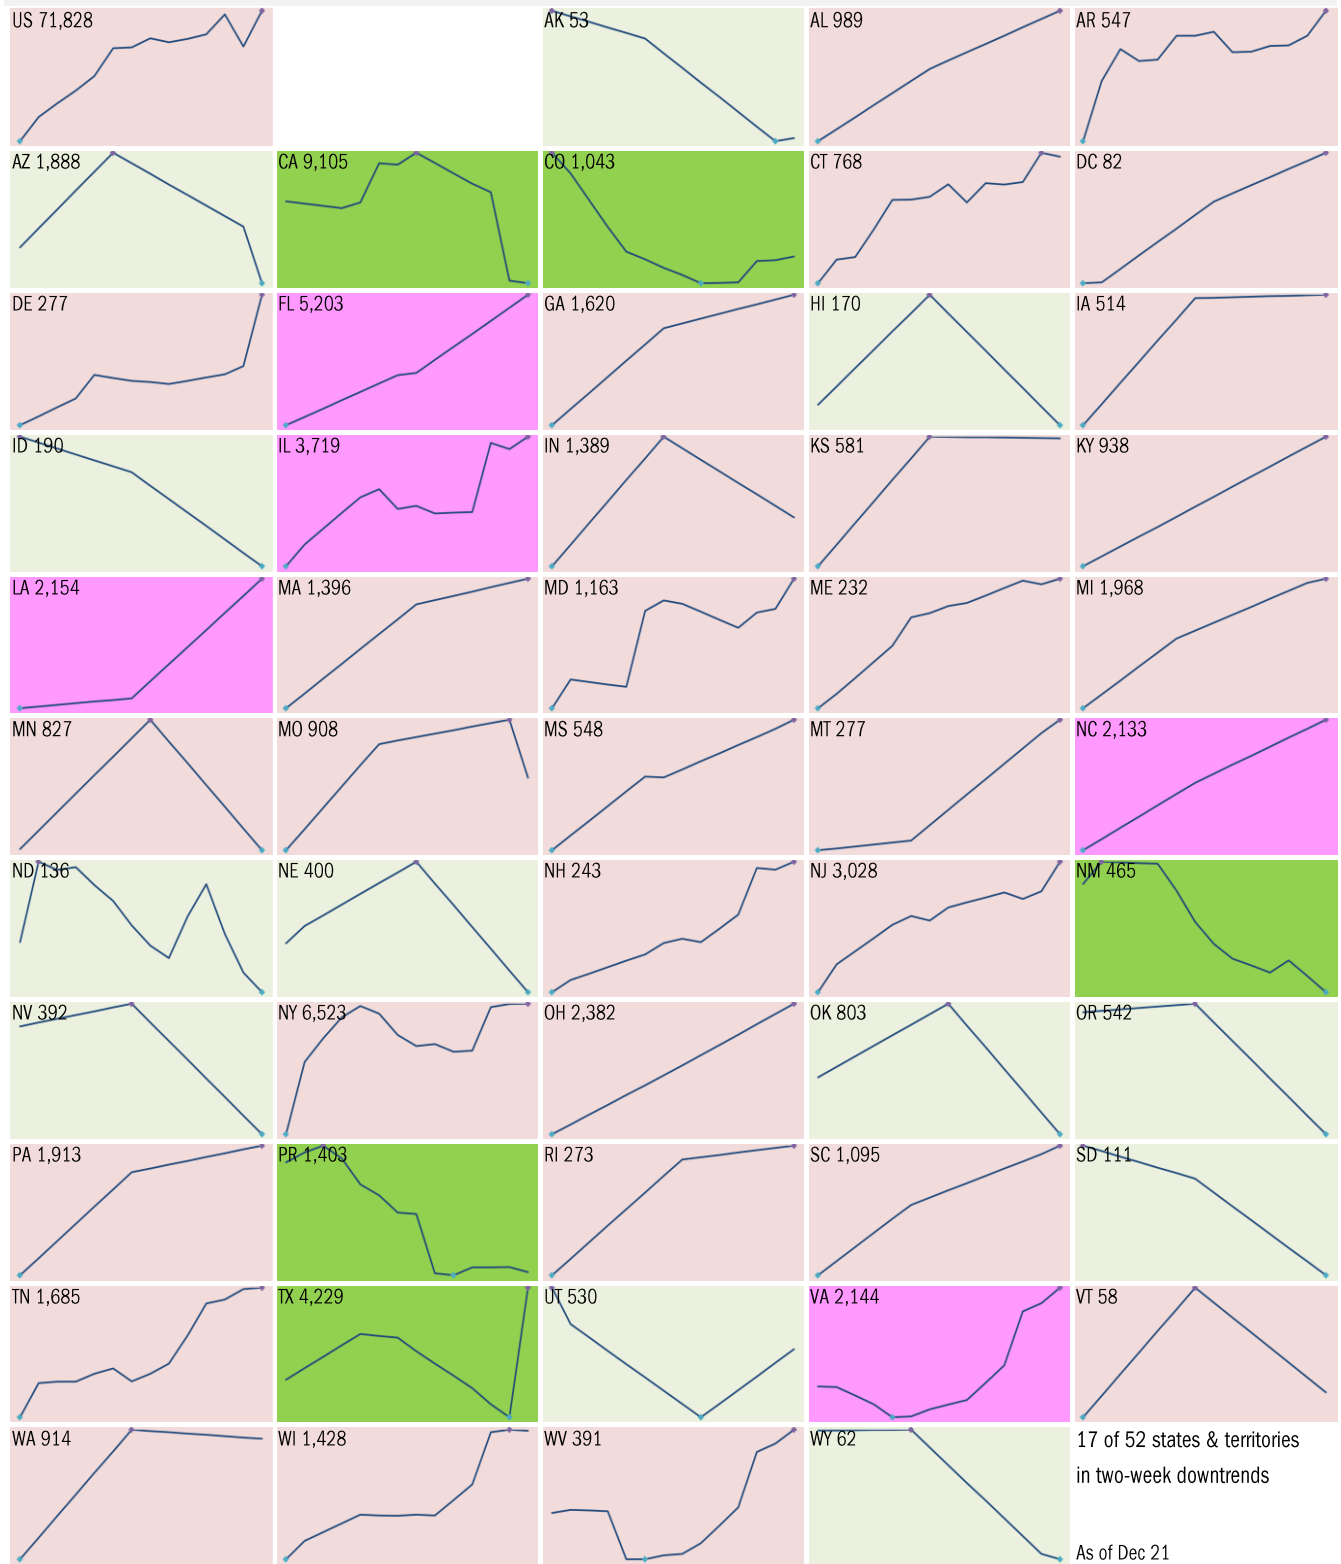 US 71,828
AK 53
AL 989
AR 547
AZ 1,888
CA 9,105
CO 1,043
CT 768
DC 82
DE 277
FL 5,203
GA 1,620
HI 170
IA 514
ID 190
IL 3,719
IN 1,389
KS 581
KY 938
LA 2,154
MA 1,396
MD 1,163
ME 232
MI 1,968
MN 827
MO 908
MS 548
MT 277
NC 2,133
ND 136
NE 400
NH 243
NJ 3,028
NM 465
NV 392
NY 6,523
OH 2,382
OK 803
OR 542
PA 1,913
PR 1,403
RI 273
SC 1,095
SD 111
TN 1,685
TX 4,229
UT 530
VA 2,144
VT 58
WA 914
WI 1,428
WV 391
WY 62
17 of 52 states & territories
in two-week downtrends
As of Dec 21